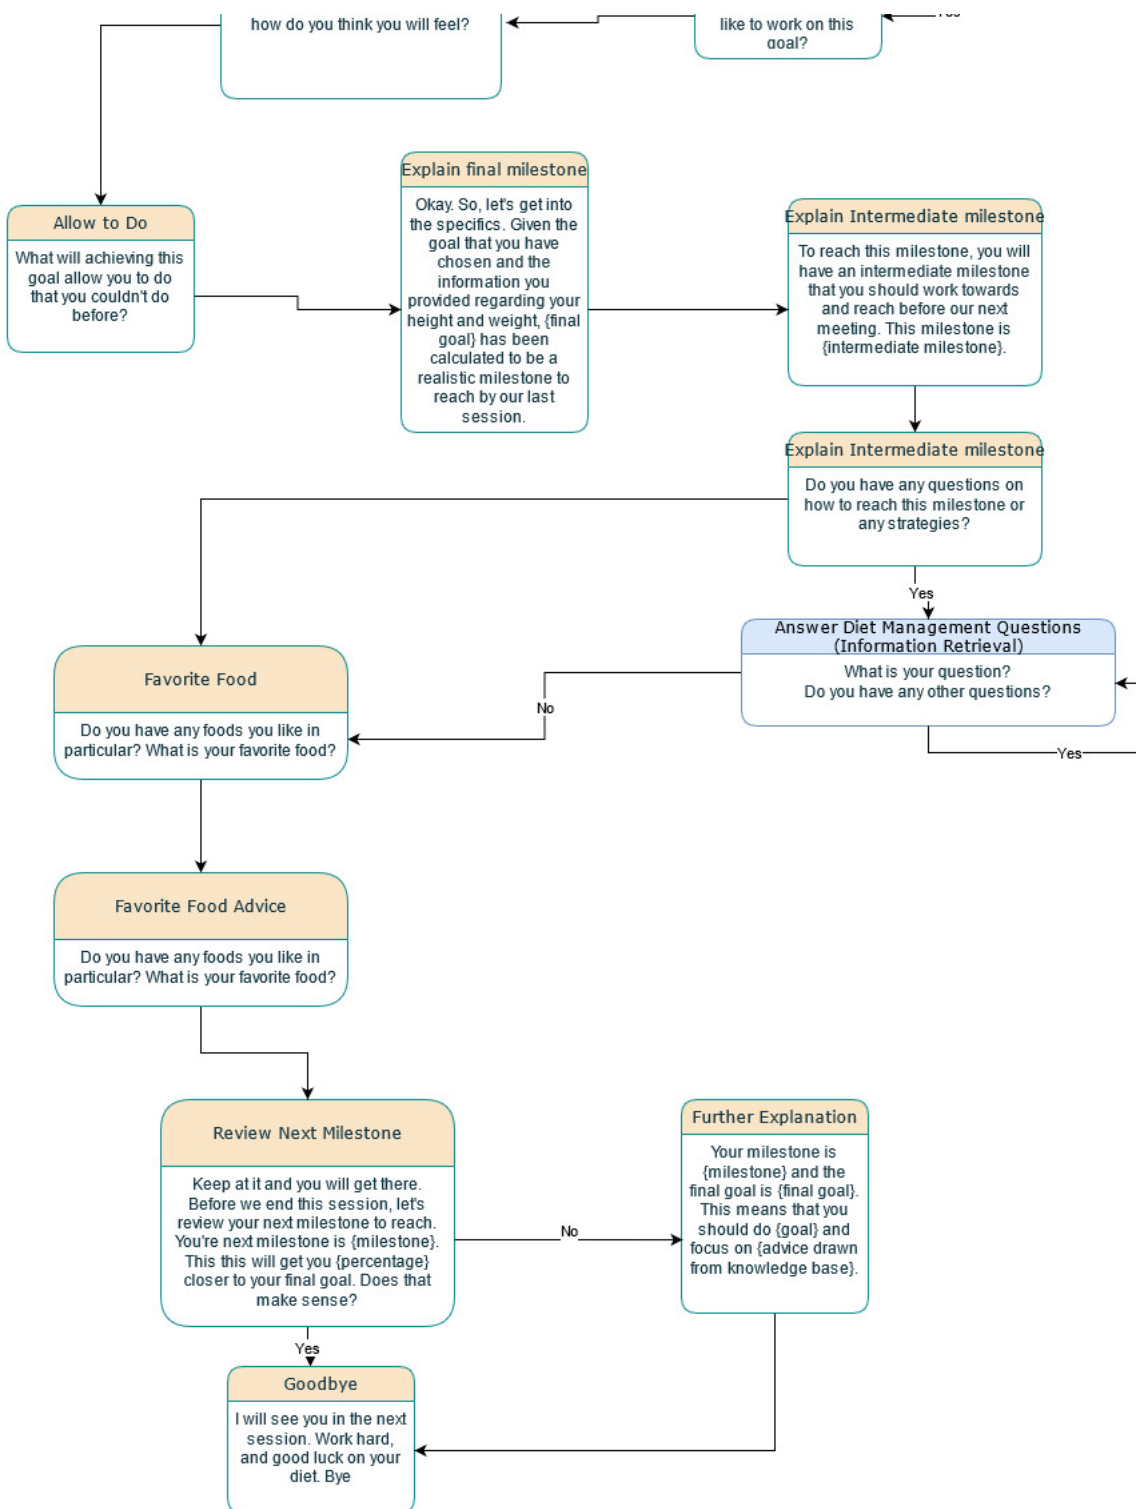 how do you think you will feel?
like to work on this
goal?
Yes
Allow to Do
What will achieving this
goal allow you to do
that you couldn't do
before?
Explain final milestone
Okay. So, let's get into
the specifics. Given the
goal that you have
chosen and the
information you
provided regarding your
height and weight, {final
goal} has been
calculated to be a
realistic milestone to
reach by our last
session.
Explain Intermediate milestone
To reach this milestone, you will
have an intermediate milestone
that you should work towards
and reach before our next
meeting. This milestone is
{intermediate milestone}.
Explain Intermediate milestone
Do you have any questions on
how to reach this milestone or
any strategies?
Yes
Answer Diet Management Questions
(Information Retrieval)
What is your question?
Do you have any other questions?
No
Yes
Favorite Food
Do you have any foods you like in
particular? What is your favorite food?
Favorite Food Advice
Do you have any foods you like in
particular? What is your favorite food?
Review Next Milestone
Keep at it and you will get there.
Before we end this session, let's
review your next milestone to reach.
You're next milestone is {milestone}.
This this will get you {percentage}
closer to your final goal. Does that
make sense?
No
Further Explanation
Your milestone is
{milestone} and the
final goal is {final goal}.
This means that you
should do {goal} and
focus on {advice drawn
from knowledge base}.
Yes
Goodbye
I will see you in the next
session. Work hard,
and good luck on your
diet. Bye